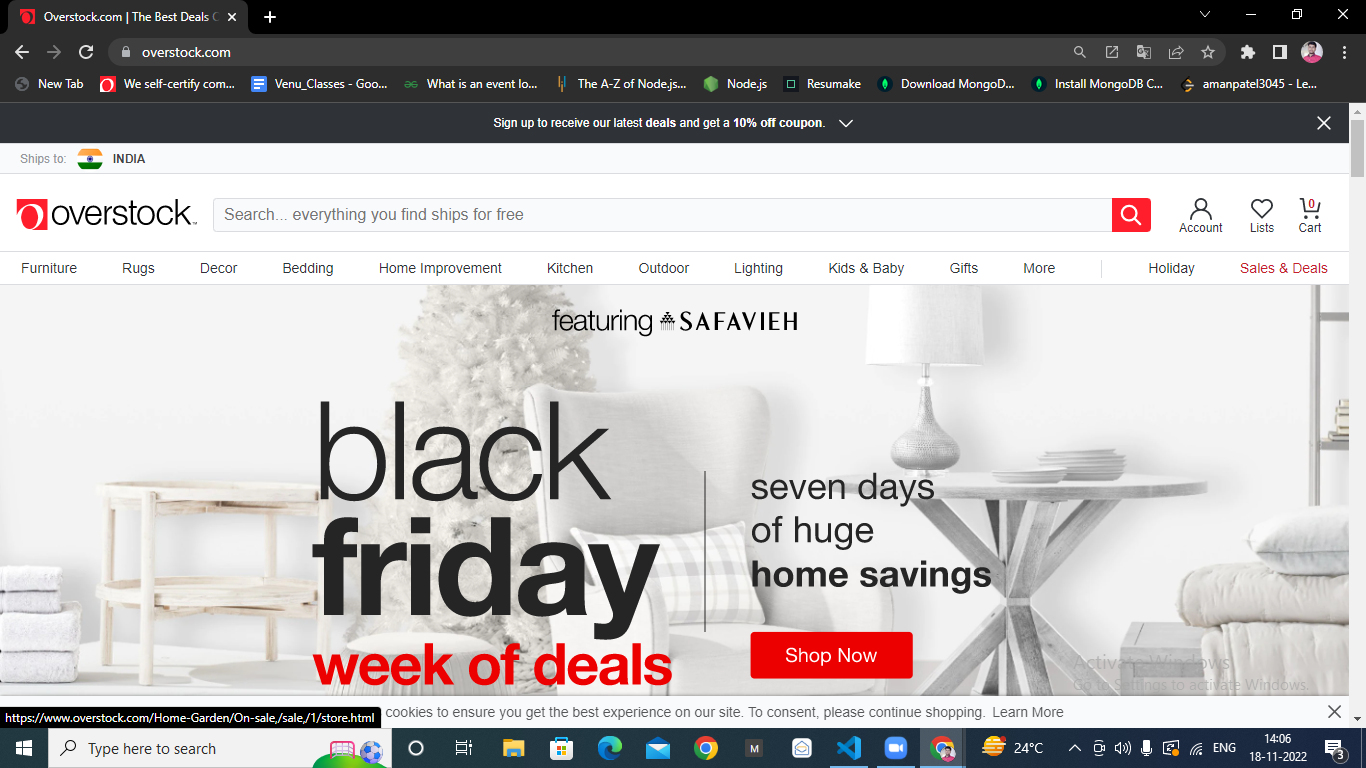 Overstock.com | The Best Deals
overstock.com
New Tab
We self-certify com...
Venu_Classes - Goo...
What is an event lo...
The A-Z of Node.js...
Node.js
Resumake
Download MongoD...
Install MongoDB C...
amanpatel3045 - Le...
Sign up to receive our latest deals and get a 10% off coupon.
Ships to: INDIA
overstock™
Search... everything you find ships for free
Account
Lists
0
Cart
Furniture
Rugs
Decor
Bedding
Home Improvement
Kitchen
Outdoor
Lighting
Kids & Baby
Gifts
More
Holiday
Sales & Deals
featuring SAFAVIEH
black
friday
week of deals
seven days
of huge
home savings
Shop Now
Activate Windows
Go to Settings to activate Windows.
https://www.overstock.com/Home-Garden/On-sale,/sale,/1/store.html
cookies to ensure you get the best experience on our site. To consent, please continue shopping. Learn More
Type here to search
M
24°C
ENG
14:06
18-11-2022
3